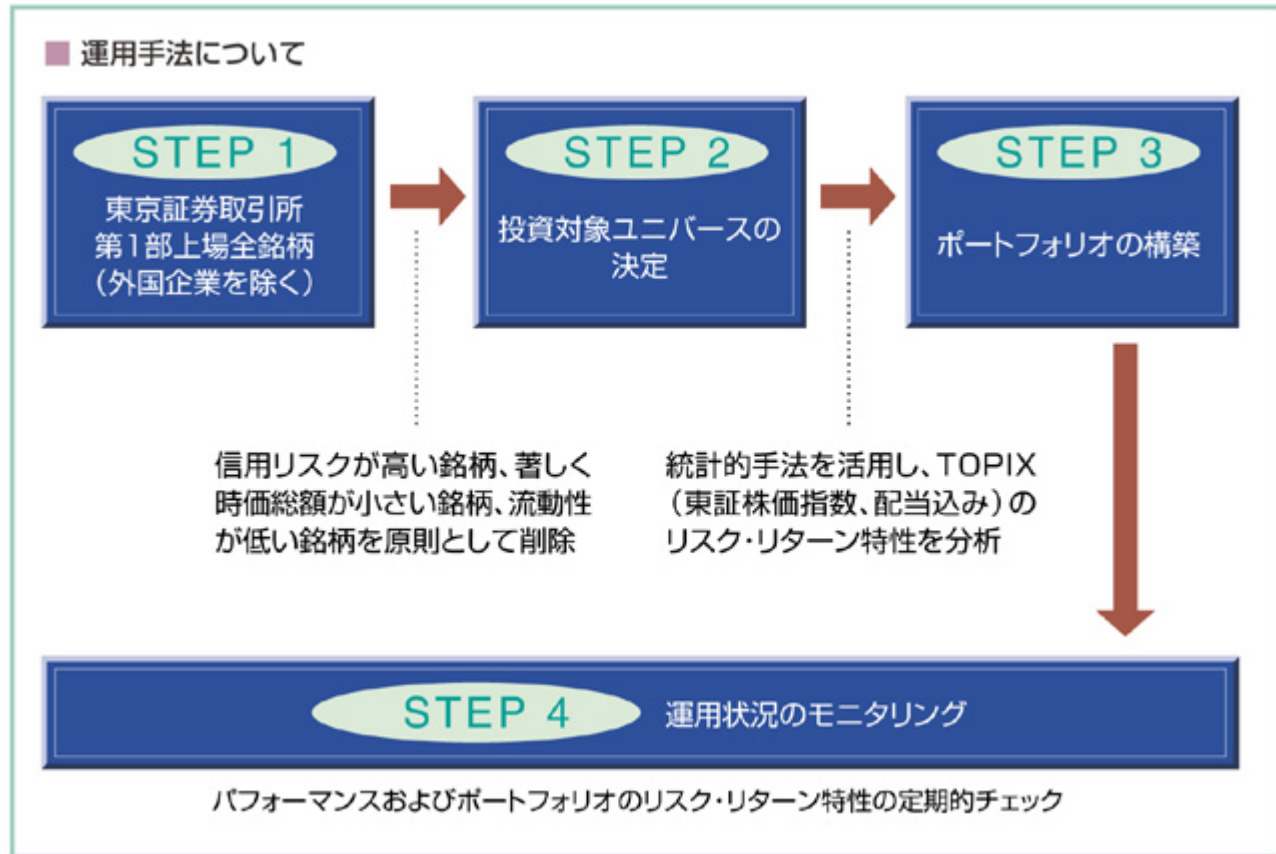 ■ 運用手法について
STEP 1
東京証券取引所
第1部上場全銘柄
（外国企業を除く）
STEP 2
投資対象ユニバースの
決定
STEP 3
ポートフォリオの構築
信用リスクが高い銘柄、著しく
時価総額が小さい銘柄、流動性
が低い銘柄を原則として削除
統計的手法を活用し、TOPIX
（東証株価指数、配当込み）の
リスク・リターン特性を分析
STEP 4
運用状況のモニタリング
パフォーマンスおよびポートフォリオのリスク・リターン特性の定期的チェック